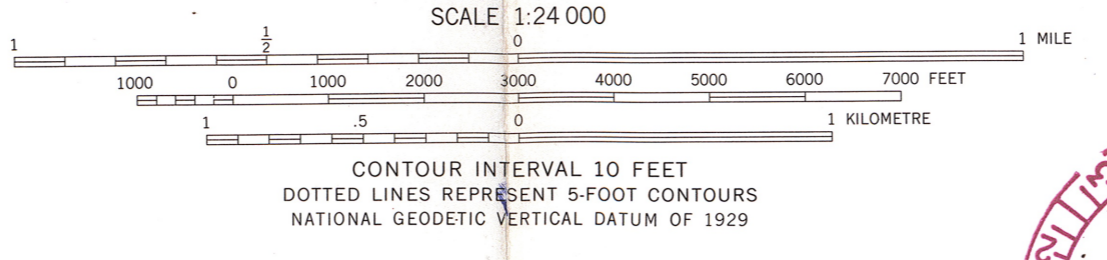 SCALE 1:24 000
1 1/2 0 1 MILE
1000 0 1000 2000 3000 4000 5000 6000 7000 FEET
1 .5 0 1 KILOMETRE
CONTOUR INTERVAL 10 FEET
DOTTED LINES REPRESENT 5-FOOT CONTOURS
NATIONAL GEODETIC VERTICAL DATUM OF 1929